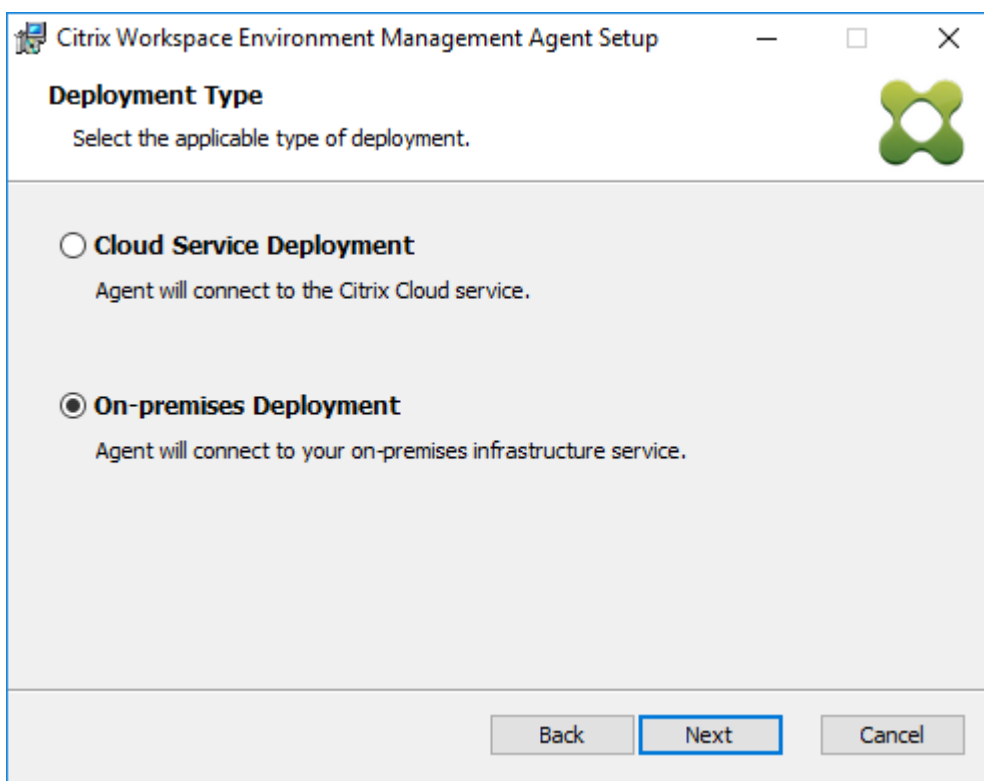 Citrix Workspace Environment Management Agent Setup
Deployment Type
Select the applicable type of deployment.
Cloud Service Deployment
Agent will connect to the Citrix Cloud service.
On-premises Deployment
Agent will connect to your on-premises infrastructure service.
Back Next Cancel